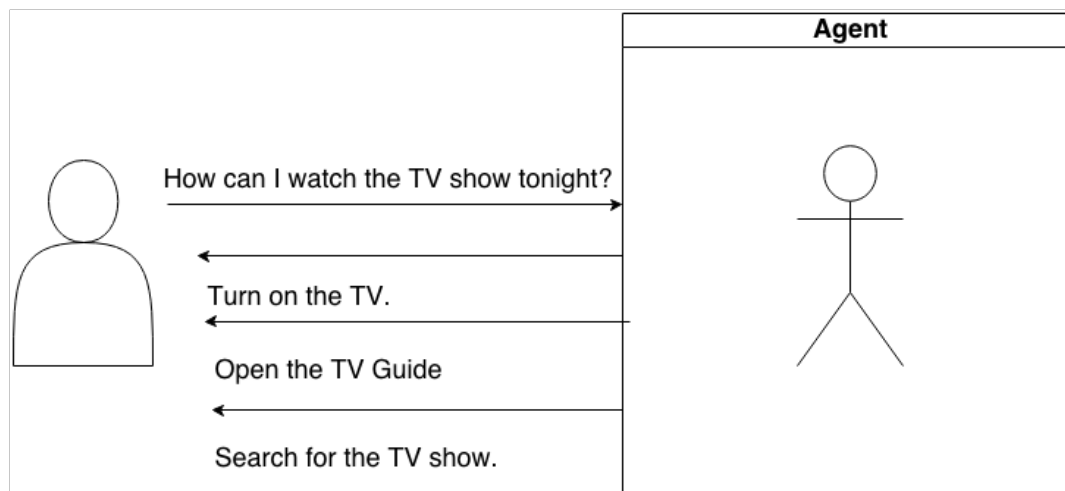 Agent
How can I watch the TV show tonight?
Turn on the TV.
Open the TV Guide
Search for the TV show.